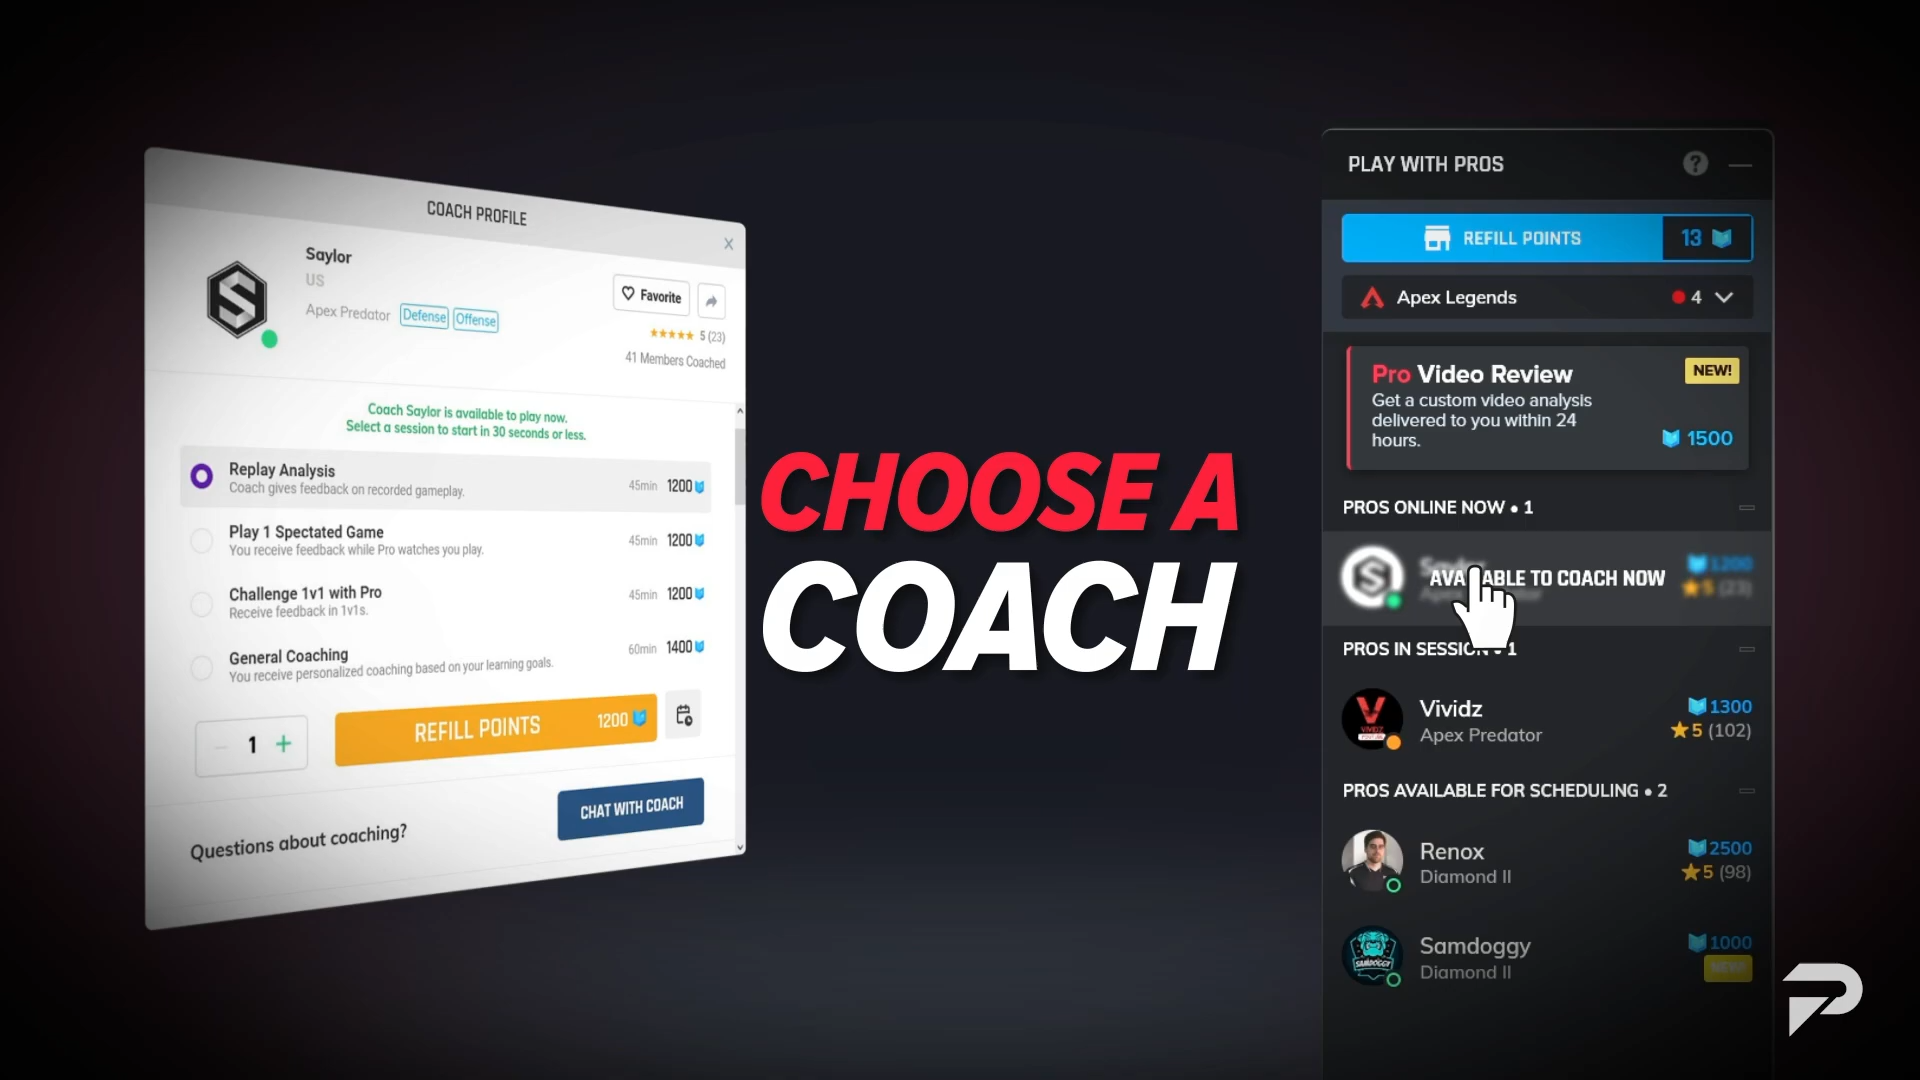 COACH PROFILE
X
Saylor
US
Apex Predator Defense Offense
Favorite
5 (23)
41 Members Coached
Coach Saylor is available to play now.
Select a session to start in 30 seconds or less.
Replay Analysis
Coach gives feedback on recorded gameplay.
45min 1200
Play 1 Spectated Game
You receive feedback while Pro watches you play.
45min 1200
Challenge 1v1 with Pro
Receive feedback in 1v1s.
45min 1200
General Coaching
You receive personalized coaching based on your learning goals.
60min 1400
1
REFILL POINTS 1200
Questions about coaching?
CHAT WITH COACH
CHOOSE A
COACH
PLAY WITH PROS
?
REFILL POINTS 13
Apex Legends 4
Pro Video Review NEW!
Get a custom video analysis
delivered to you within 24
hours.
1500
PROS ONLINE NOW • 1
1200
AVAILABLE TO COACH NOW
5 (23)
PROS IN SESSION • 1
Vividz 1300
Apex Predator 5 (102)
PROS AVAILABLE FOR SCHEDULING • 2
Renox 2500
Diamond II 5 (98)
Samdoggy 1000
Diamond II NEW!
SAMDOGGY